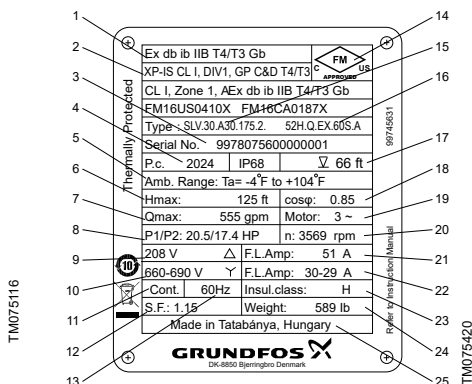 1
2
3
4
5
6
7
8
9
10
11
12
13
14
15
16
17
18
19
20
21
22
23
24
25
Ex db ib IIB T4/T3 Gb
XP-IS CL I, DIV1, GP C&D T4/T3
C FM US
APPROVED
CL I, Zone 1, AEx db ib IIB T4/T3 Gb
FM16US0410X FM16CA0187X
Type : SLV.30.A30.175.2. 52H.Q.EX.60S.A
Serial No. 9978075600000001
P.c. 2024 IP68 66 ft
Amb. Range: Ta= -4°F to +104°F
Hmax: 125 ft cosφ: 0.85
Qmax: 555 gpm Motor: 3 ~
P1/P2: 20.5/17.4 HP n: 3569 rpm
208 V △ F.L.Amp: 51 A
660-690 V Y F.L.Amp: 30-29 A
Cont. 60Hz Insul.class: H
S.F.: 1.15 Weight: 589 lb
Made in Tatabánya, Hungary
GRUNDFOS X
DK-8850 Bjerringbro Denmark
Thermally Protected
10
99745631
Refer to Instruction Manual
TM075116
TM075420